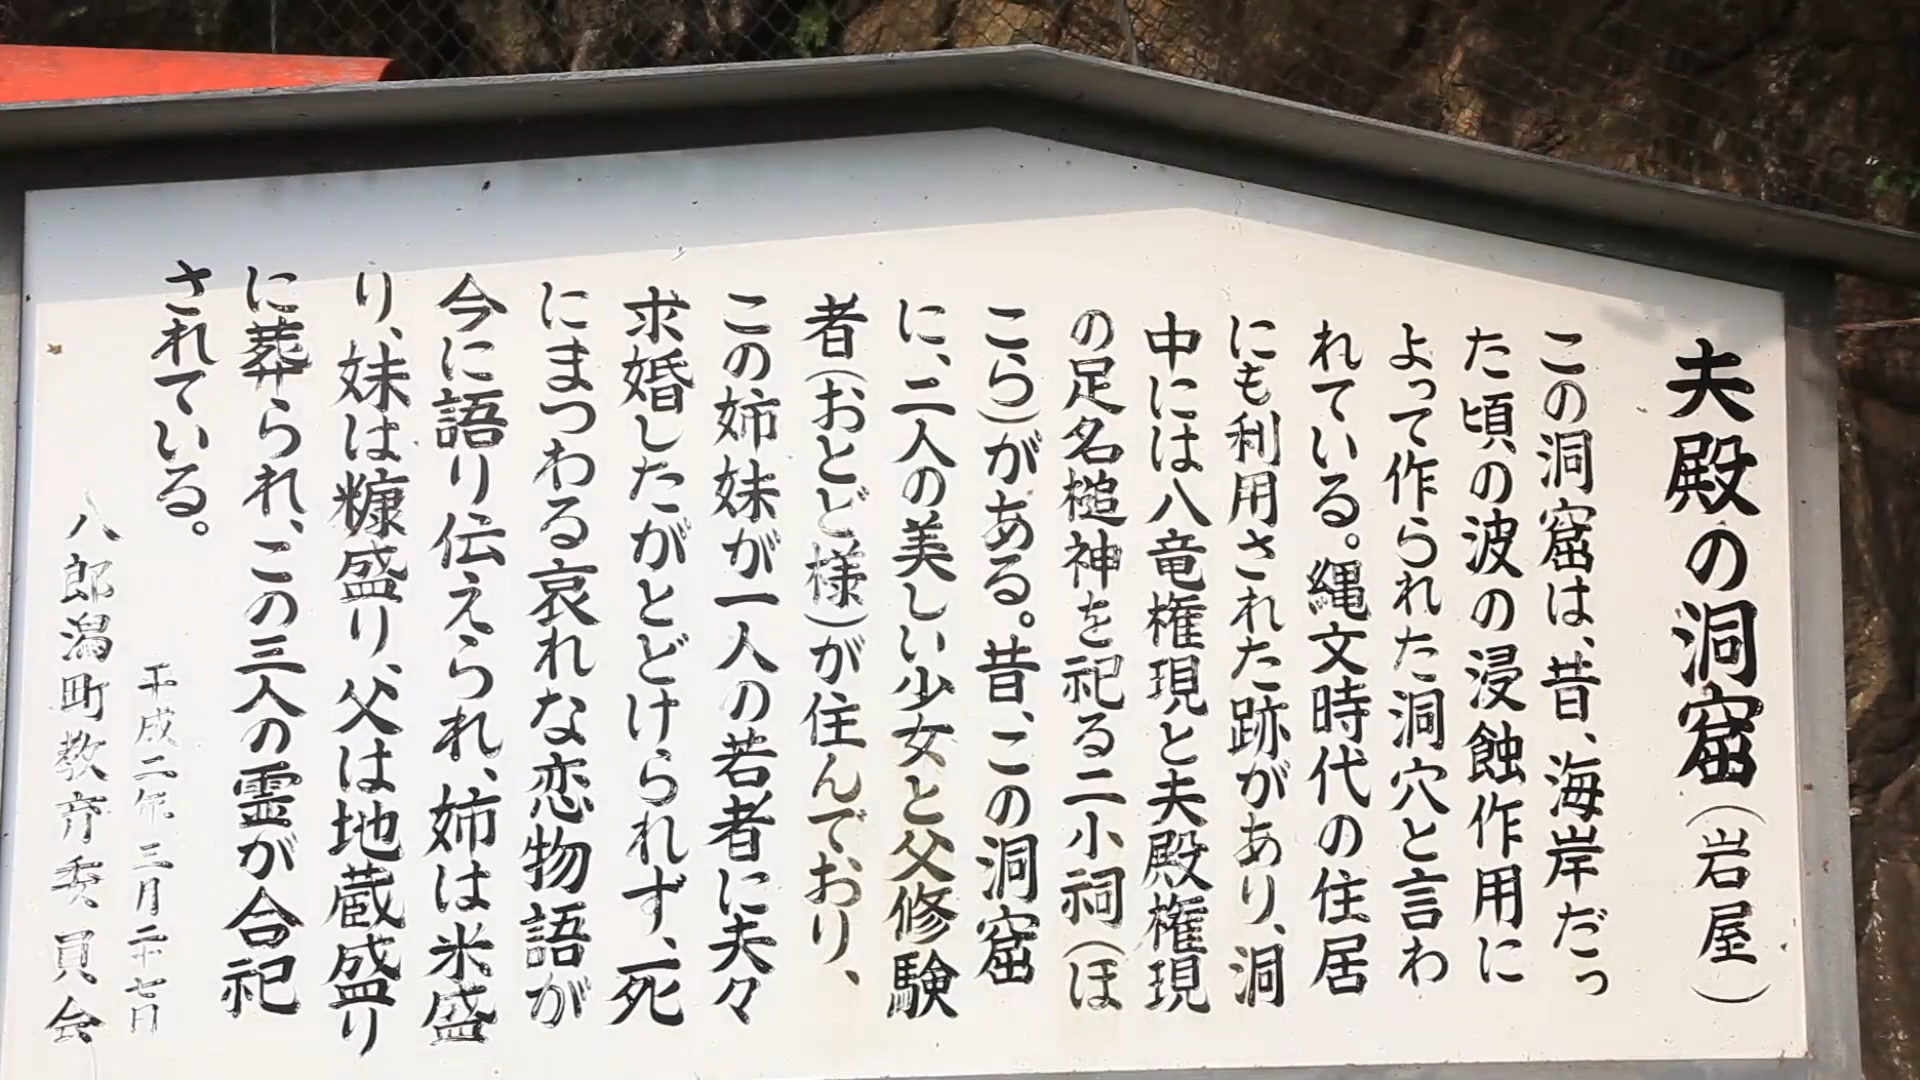 夫殿の洞窟（岩屋）
この洞窟は、昔、海岸だっ
た頃の波の浸蝕作用に
よって作られた洞穴と言わ
れている。縄文時代の住居
にも利用された跡があり、洞
中には八竜権現と夫殿権現
の足名槌神を祀る二小祠（ほ
こら）がある。昔、この洞窟
に、二人の美しい少女と父修験
者（おとど様）が住んでおり、
この姉妹が一人の若者に夫々
求婚したがとどけられず、死
にまつわる哀れな恋物語が
今に語り伝えられ、姉は米盛
り、妹は糠盛り、父は地蔵盛り
に葬られ、この三人の霊が合祀
されている。
平成二年三月二十七日
八郎潟町教育委員会